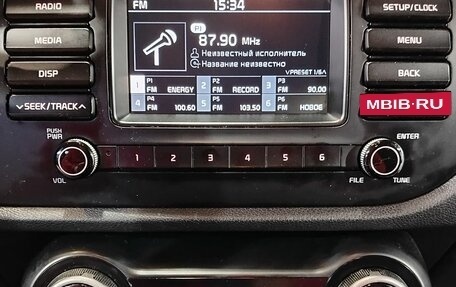 FM 15:34
RADIO
SETUP/CLOCK
P1 87.90 MHz
MEDIA
MENU
Неизвестный исполнитель
Название неизвестно
DISP
BACK
PRESET 1/6
1 P1 FM ENERGY
2 P2 FM RECORD
3 P3 FM 90.00
4 P4 FM 100.60
5 P5 FM 103.50
6 P6 FM НОВОЕ
SEEK/TRACK
MBIB·RU
PUSH PWR
ENTER
1 2 3 4 5 6
VOL
FILE TUNE